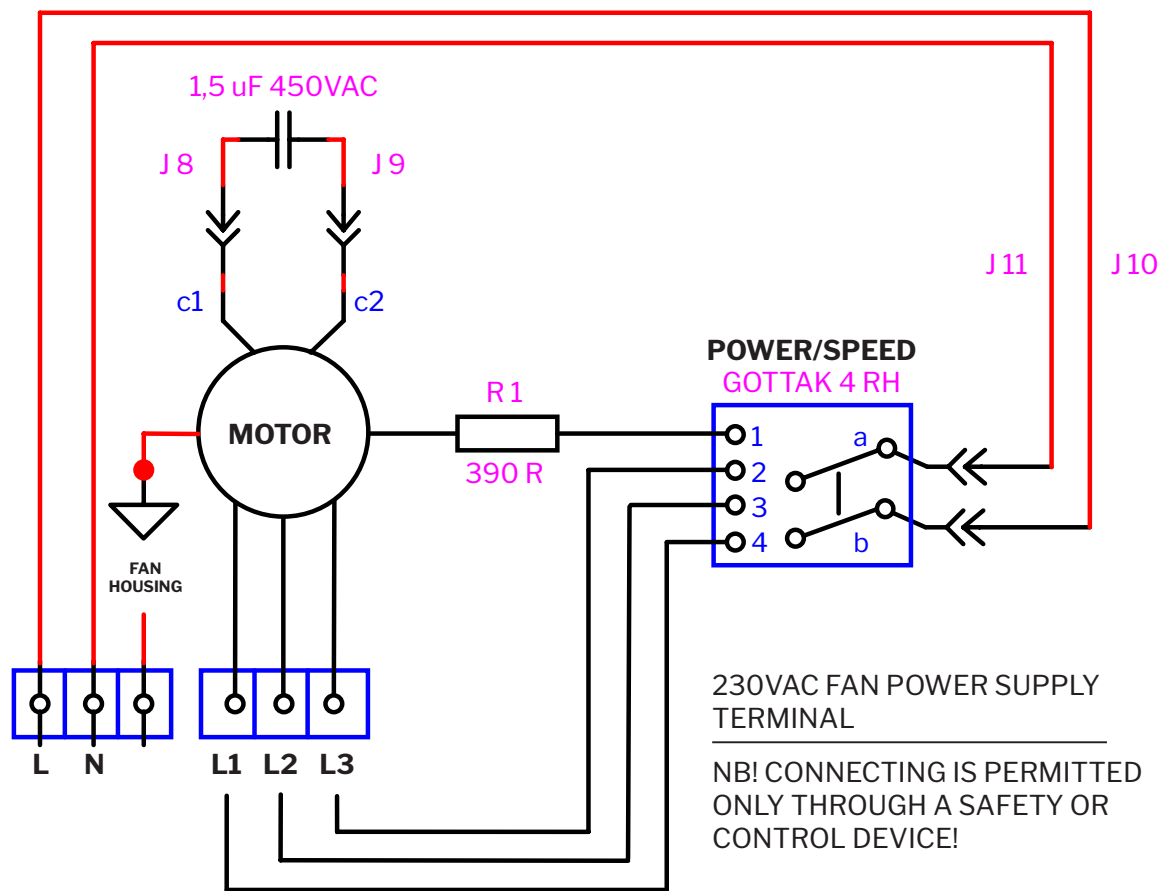 1,5 uF 450VAC
J 8
J 9
c1
c2
J 11
J 10
POWER/SPEED
GOTTAK 4 RH
R 1
390 R
MOTOR
1
2
3
4
a
b
FAN
HOUSING
L
N
L1
L2
L3
230VAC FAN POWER SUPPLY
TERMINAL
NB! CONNECTING IS PERMITTED
ONLY THROUGH A SAFETY OR
CONTROL DEVICE!